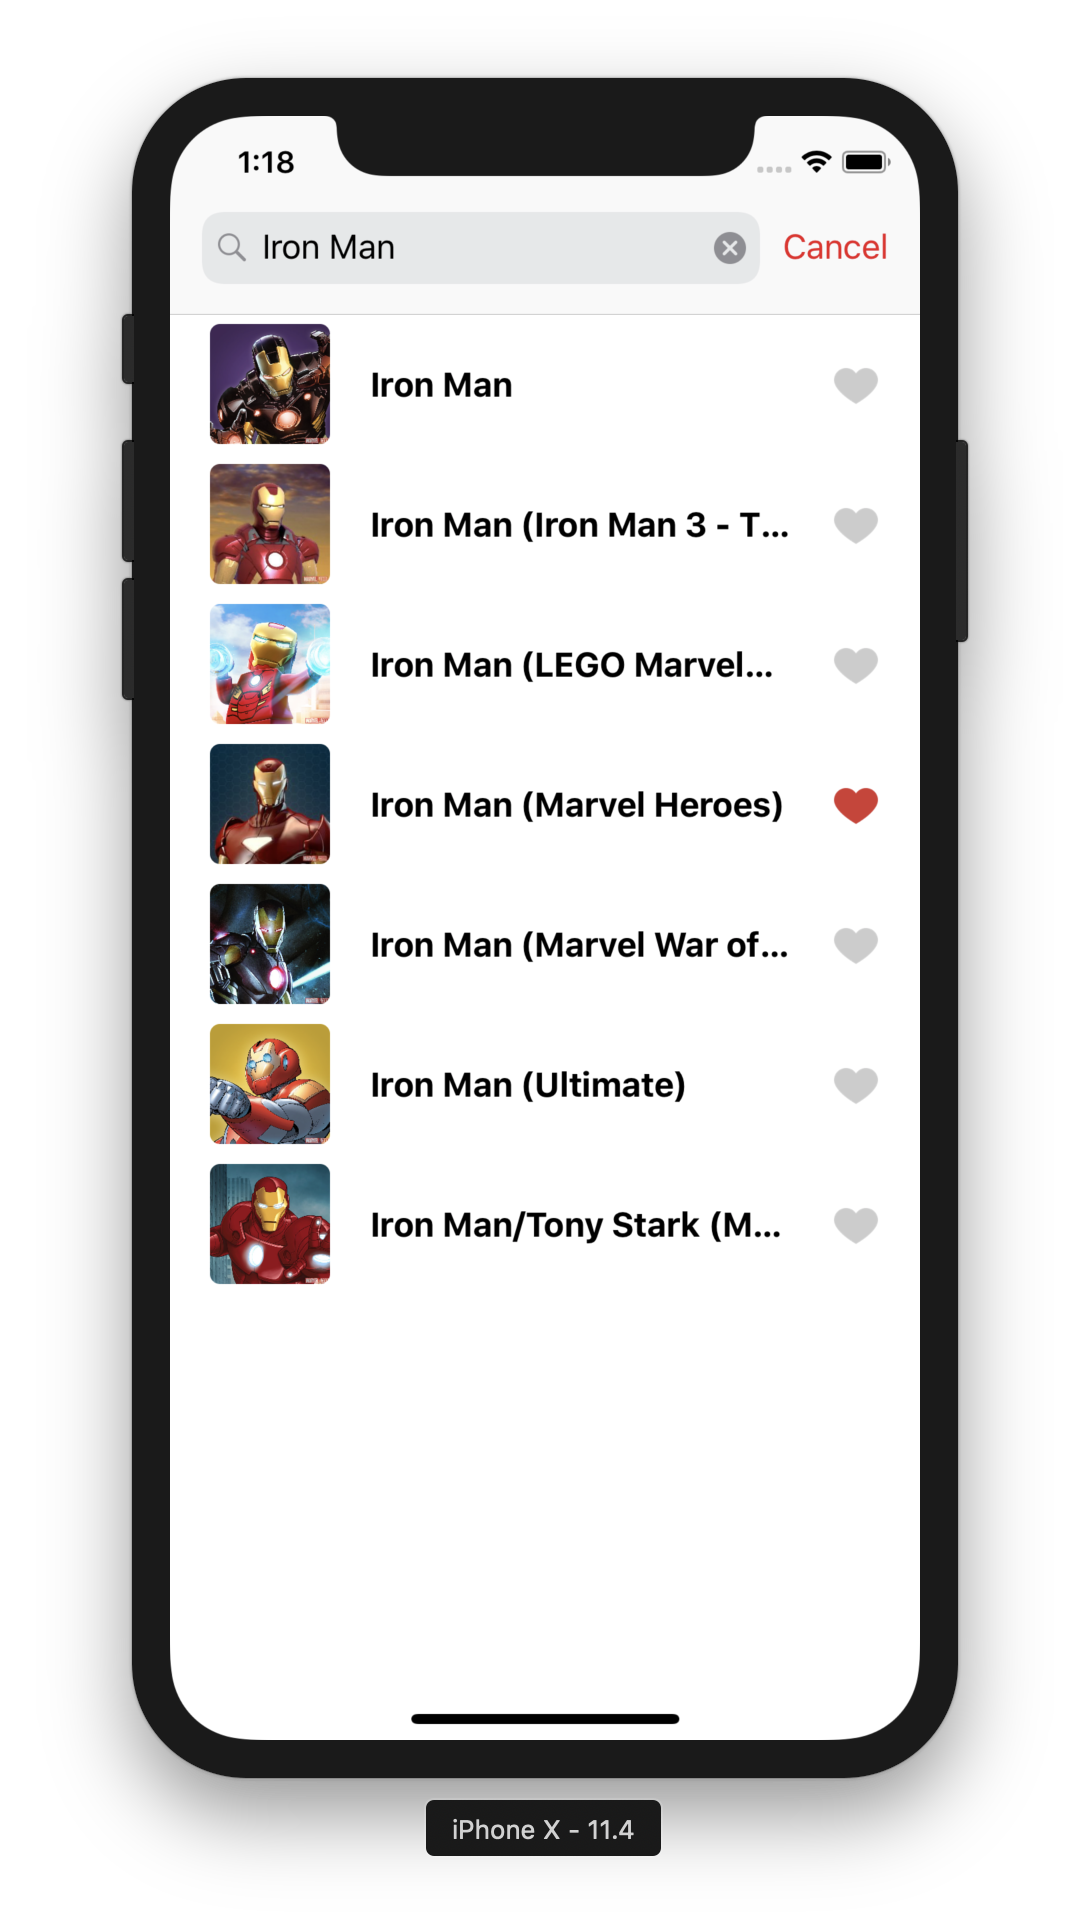 1:18
Iron Man
Cancel
Iron Man
Iron Man (Iron Man 3 - T...
Iron Man (LEGO Marvel...
Iron Man (Marvel Heroes)
Iron Man (Marvel War of...
Iron Man (Ultimate)
Iron Man/Tony Stark (M...
iPhone X - 11.4